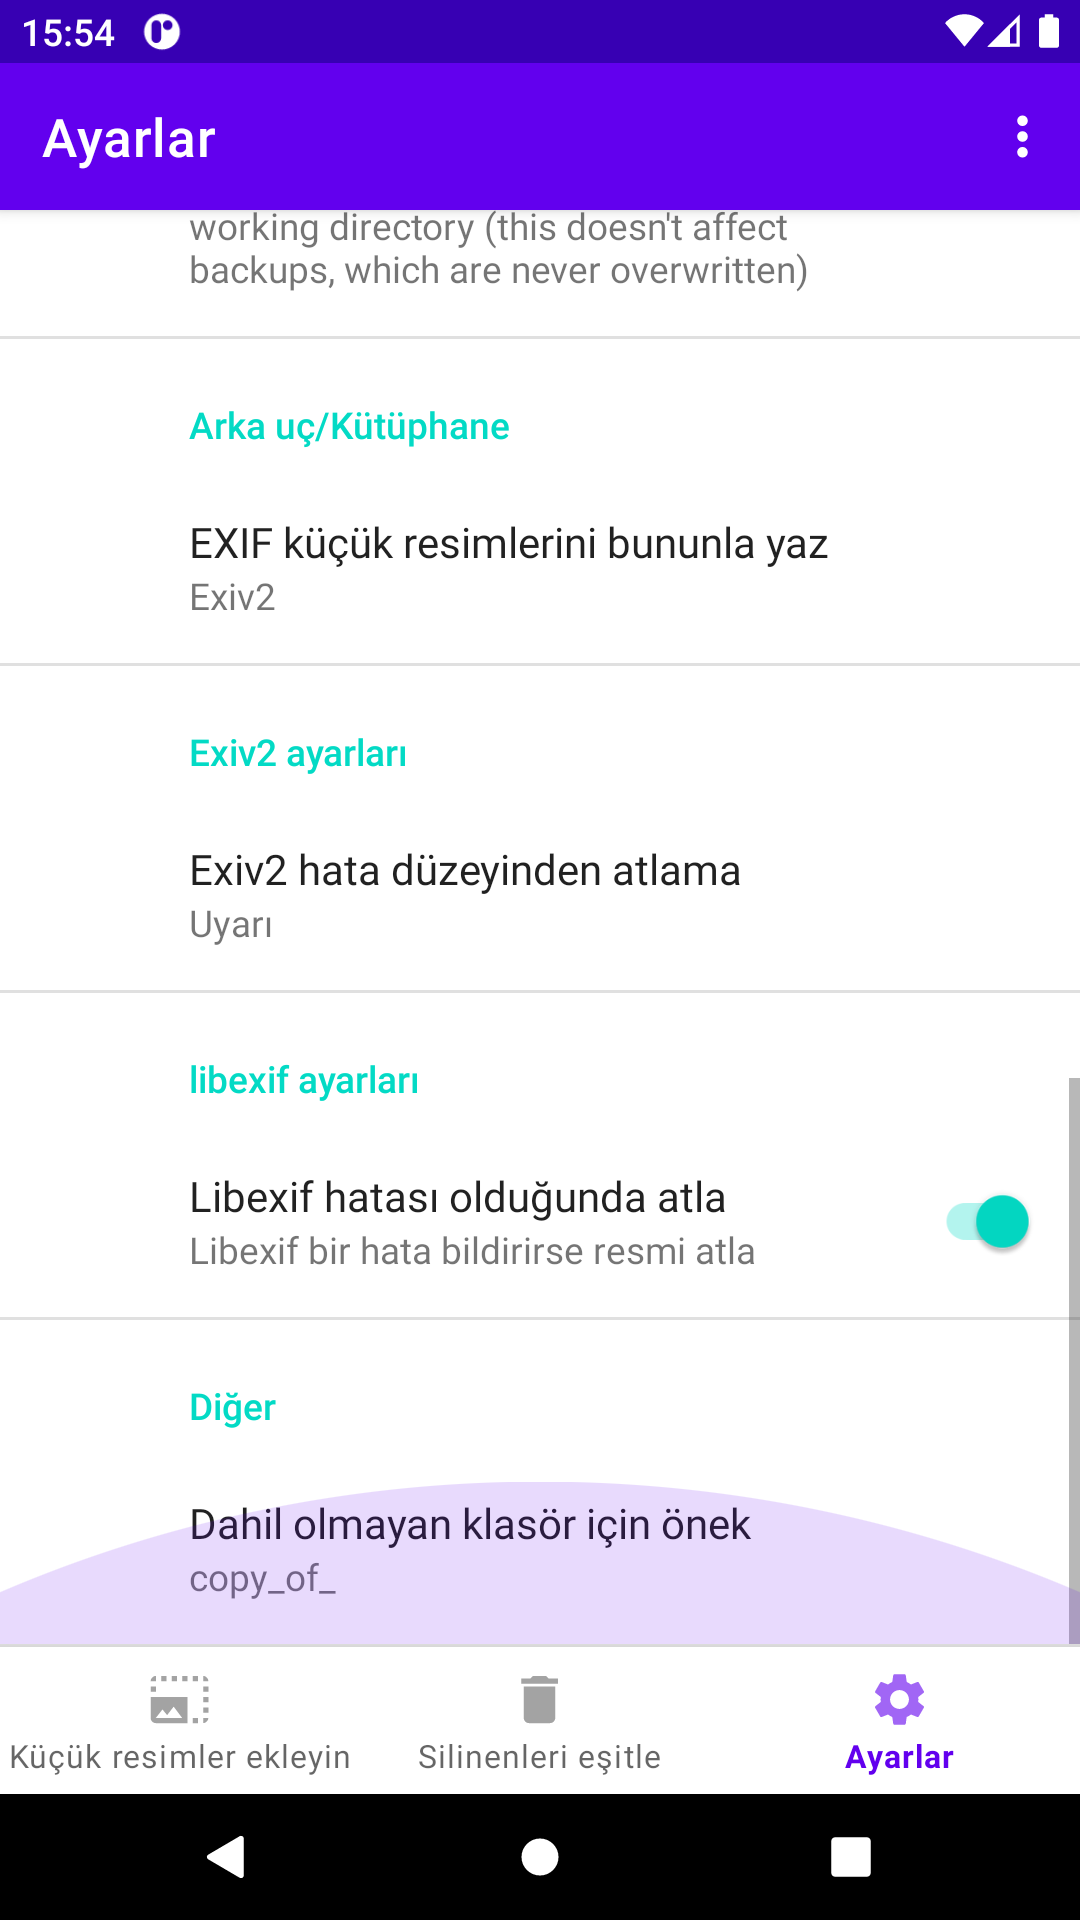 15:54
Ayarlar
working directory (this doesn't affect
backups, which are never overwritten)
Arka uç/Kütüphane
EXIF küçük resimlerini bununla yaz
Exiv2
Exiv2 ayarları
Exiv2 hata düzeyinden atlama
Uyarı
libexif ayarları
Libexif hatası olduğunda atla
Libexif bir hata bildirirse resmi atla
Diğer
Dahil olmayan klasör için önek
copy_of_
Küçük resimler ekleyin
Silinenleri eşitle
Ayarlar